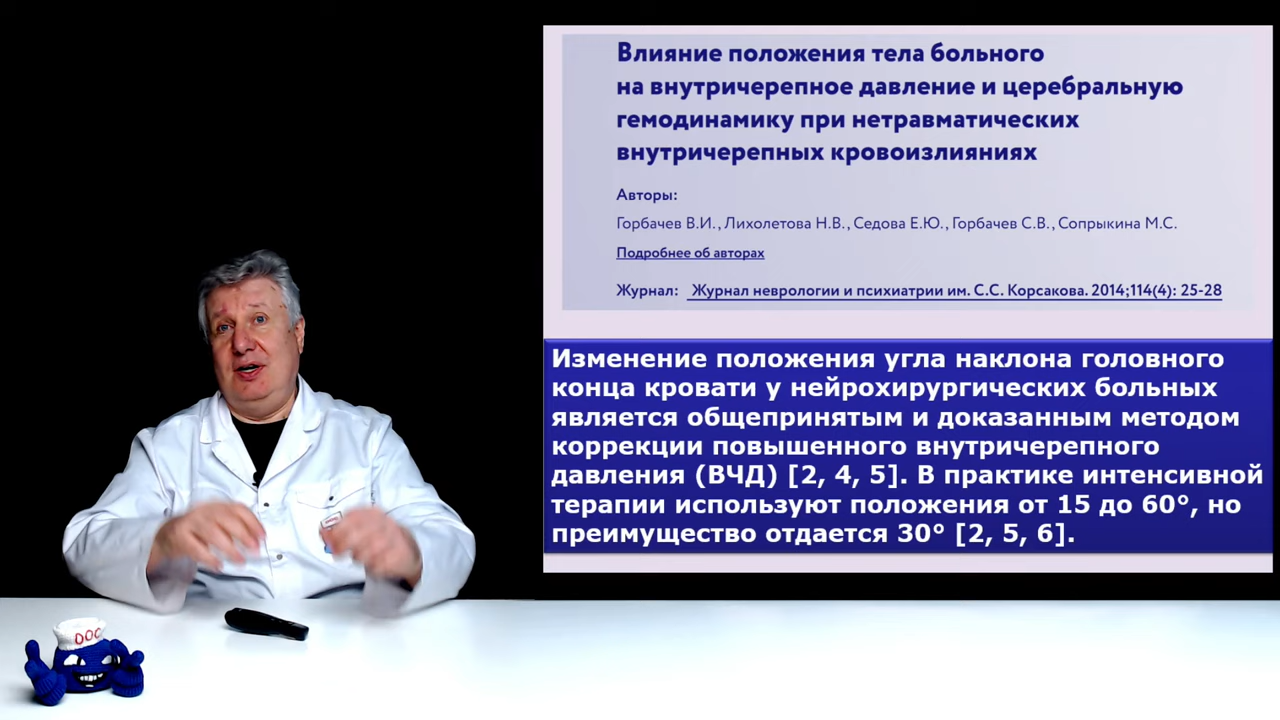 Влияние положения тела больного
на внутричерепное давление и церебральную
гемодинамику при нетравматических
внутричерепных кровоизлияниях
Авторы:
Горбачев В.И., Лихолетова Н.В., Седова Е.Ю., Горбачев С.В., Сопрыкина М.С.
Подробнее об авторах
Журнал: Журнал неврологии и психиатрии им. С.С. Корсакова. 2014;114(4): 25-28
Изменение положения угла наклона головного
конца кровати у нейрохирургических больных
является общепринятым и доказанным методом
коррекции повышенного внутричерепного
давления (ВЧД) [2, 4, 5]. В практике интенсивной
терапии используют положения от 15 до 60°, но
преимущество отдается 30° [2, 5, 6].
DOC